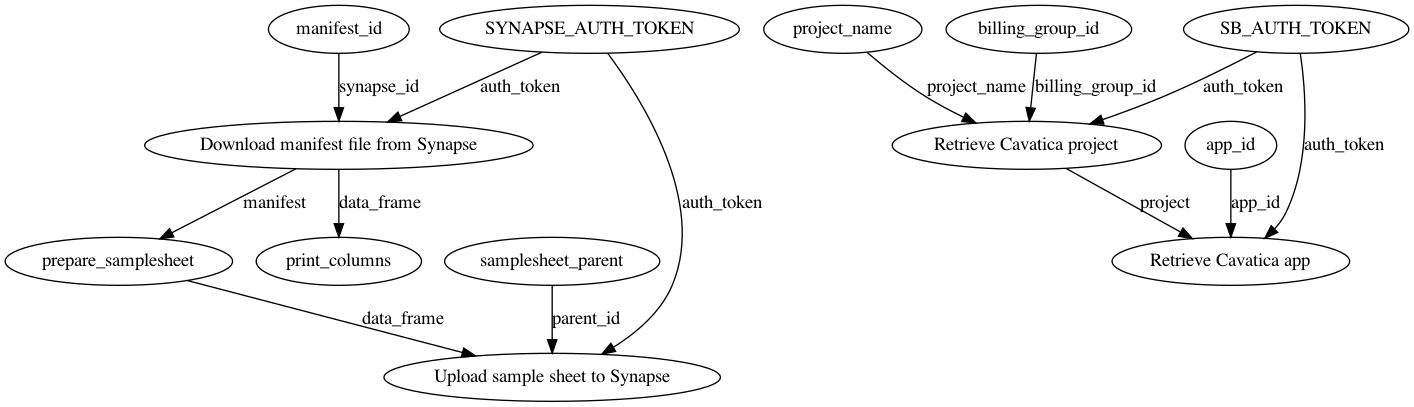 manifest_id
SYNAPSE_AUTH_TOKEN
project_name
billing_group_id
SB_AUTH_TOKEN
synapse_id
auth_token
project_name
billing_group_id
auth_token
Download manifest file from Synapse
Retrieve Cavatica project
app_id
auth_token
manifest
data_frame
auth_token
project
app_id
prepare_samplesheet
print_columns
samplesheet_parent
Retrieve Cavatica app
data_frame
parent_id
Upload sample sheet to Synapse